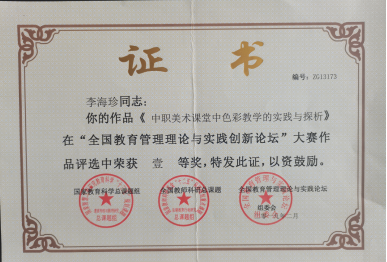 证 书
编号：2G13173
李海珍同志：
你的作品《 中职美术课堂中色彩教学的实践与探析》
在“全国教育管理理论与实践创新论坛”大赛作
品评选中荣获 壹 等奖，特发此证，以资鼓励。
国家教育科学总课题组 全国教师科研总课题组 全国教育管理理论与实践论坛
组委会
二月